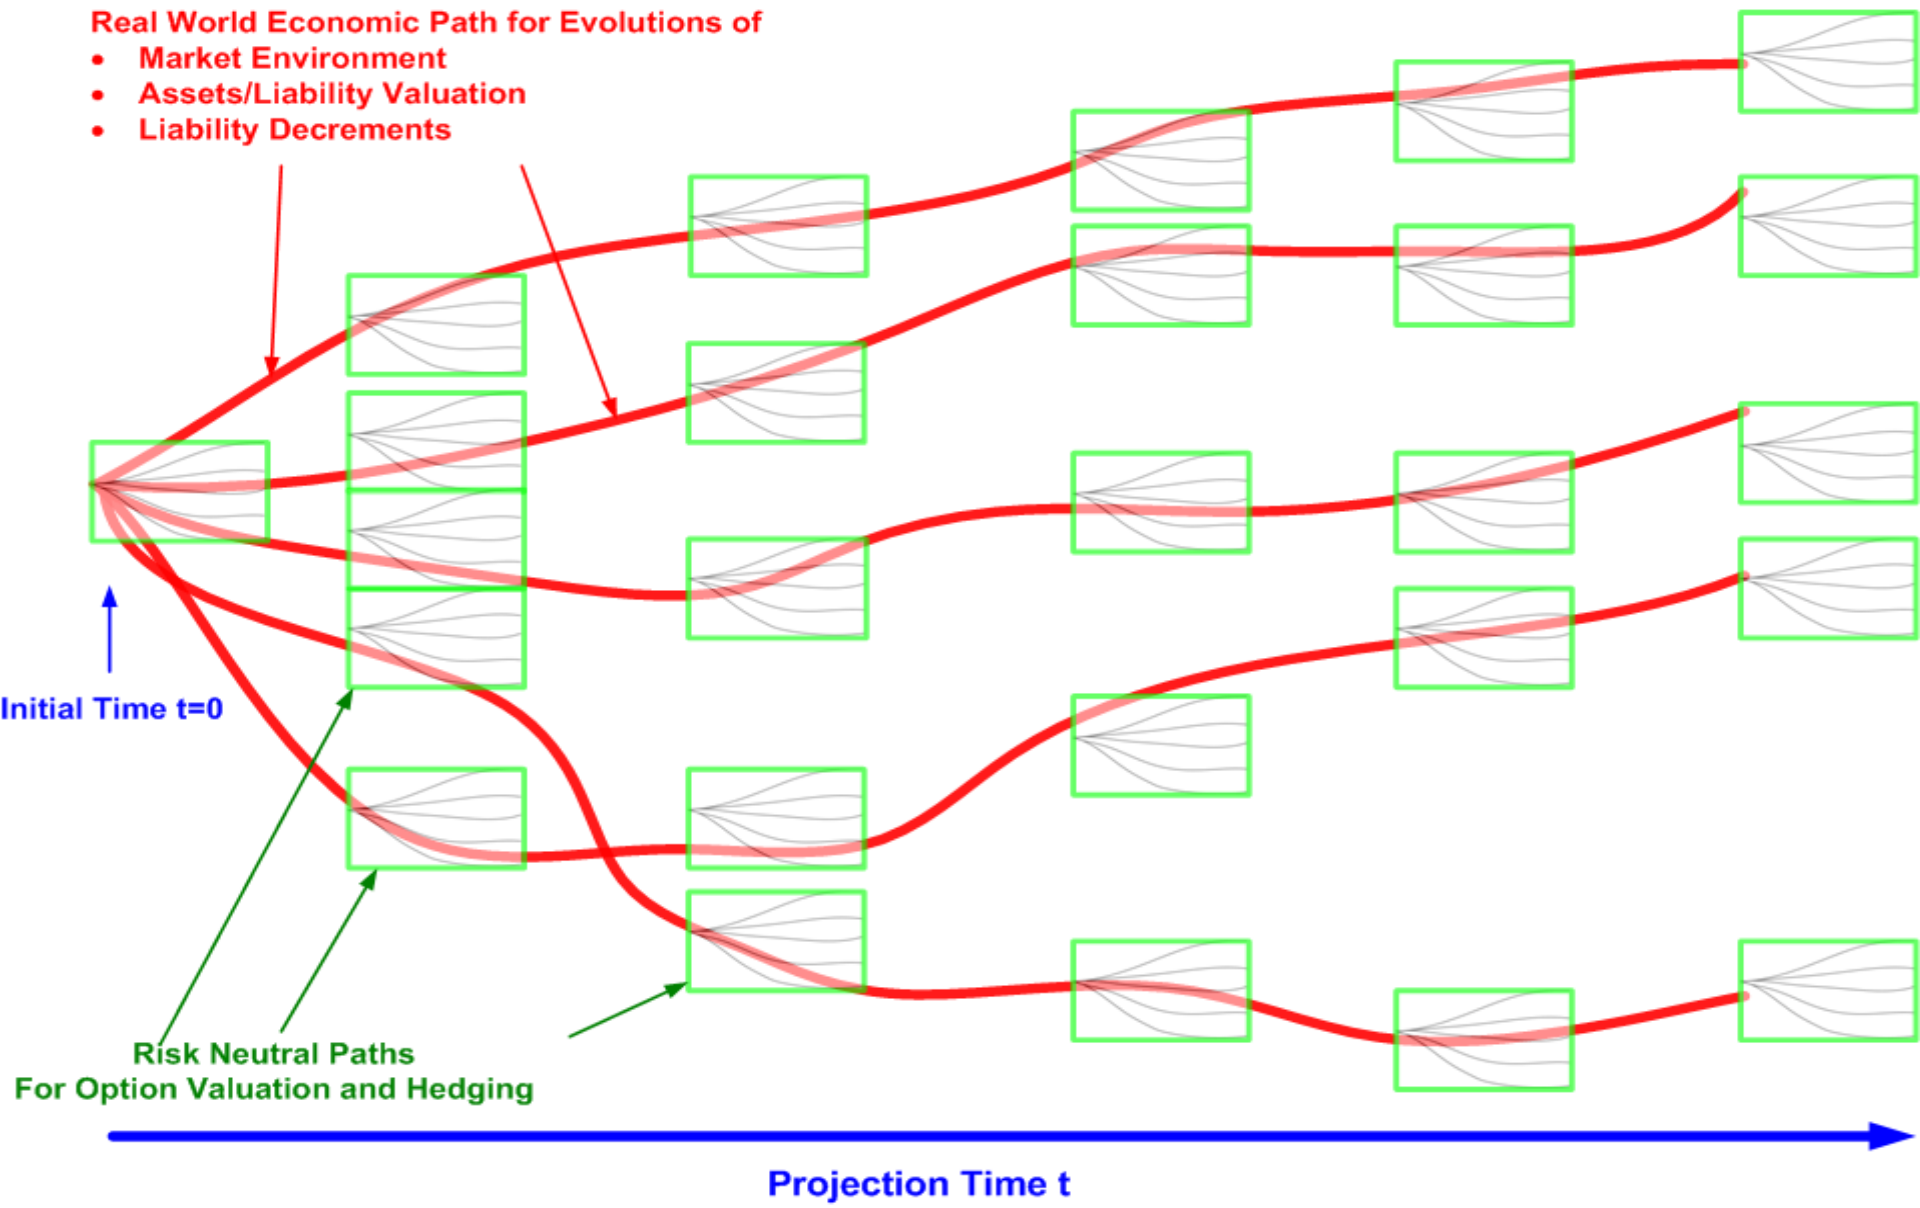 Real World Economic Path for Evolutions of
• Market Environment
• Assets/Liability Valuation
• Liability Decrements
Initial Time t=0
Risk Neutral Paths
For Option Valuation and Hedging
Projection Time t